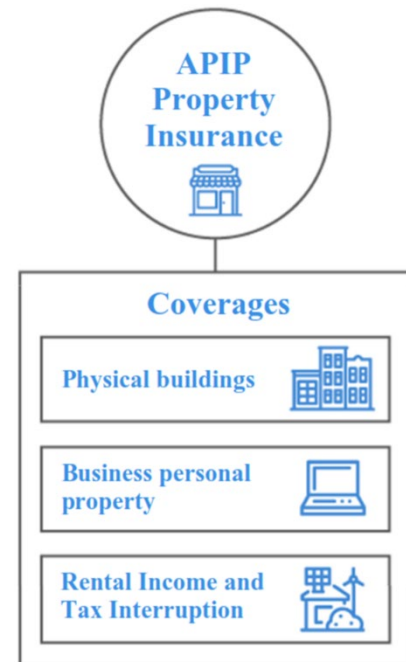 APIP
Property
Insurance
Coverages
Physical buildings
Business personal
property
Rental Income and
Tax Interruption